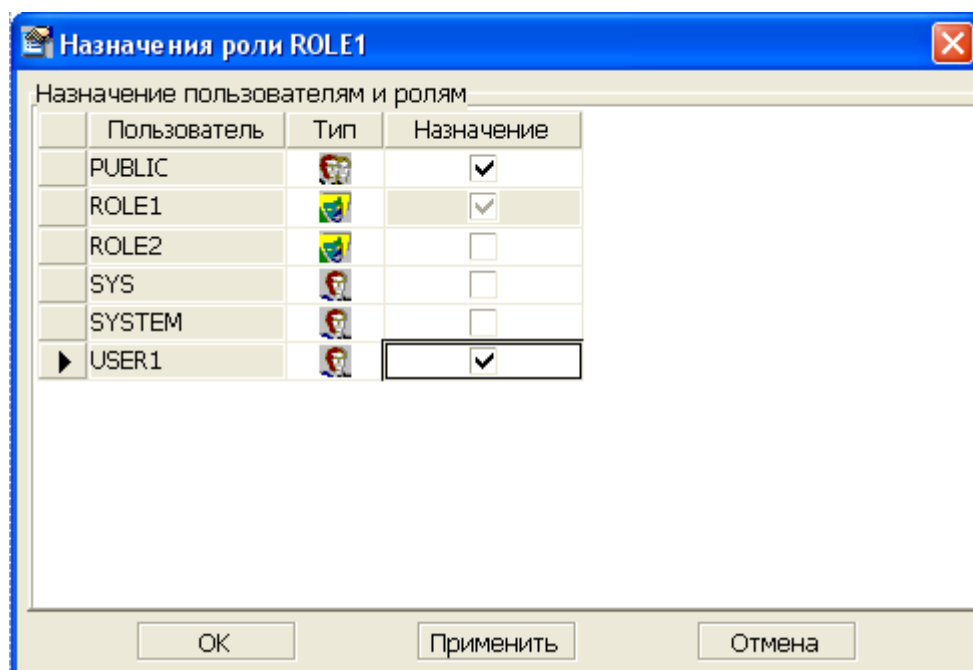 Назначения роли ROLE1
Назначение пользователям и ролям
Пользователь Тип Назначение
PUBLIC
ROLE1
ROLE2
SYS
SYSTEM
USER1
OK Применить Отмена